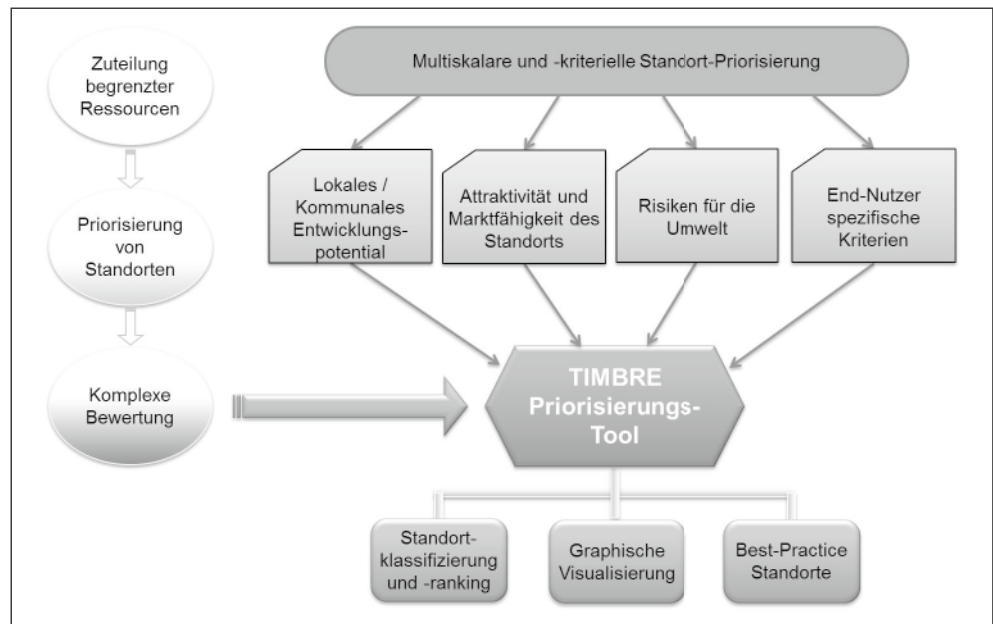 Zuteilung
begrenzter
Ressourcen
Priorisierung
von
Standorten
Komplexe
Bewertung
Multiskalare und -kriterielle Standort-Priorisierung
Lokales /
Kommunales
Entwicklungs-
potential
Attraktivität und
Marktfähigkeit des
Standorts
Risiken für die
Umwelt
End-Nutzer
spezifische
Kriterien
TIMBRE
Priorisierungs-
Tool
Standort-
klassifizierung
und -ranking
Graphische
Visualisierung
Best-Practice
Standorte